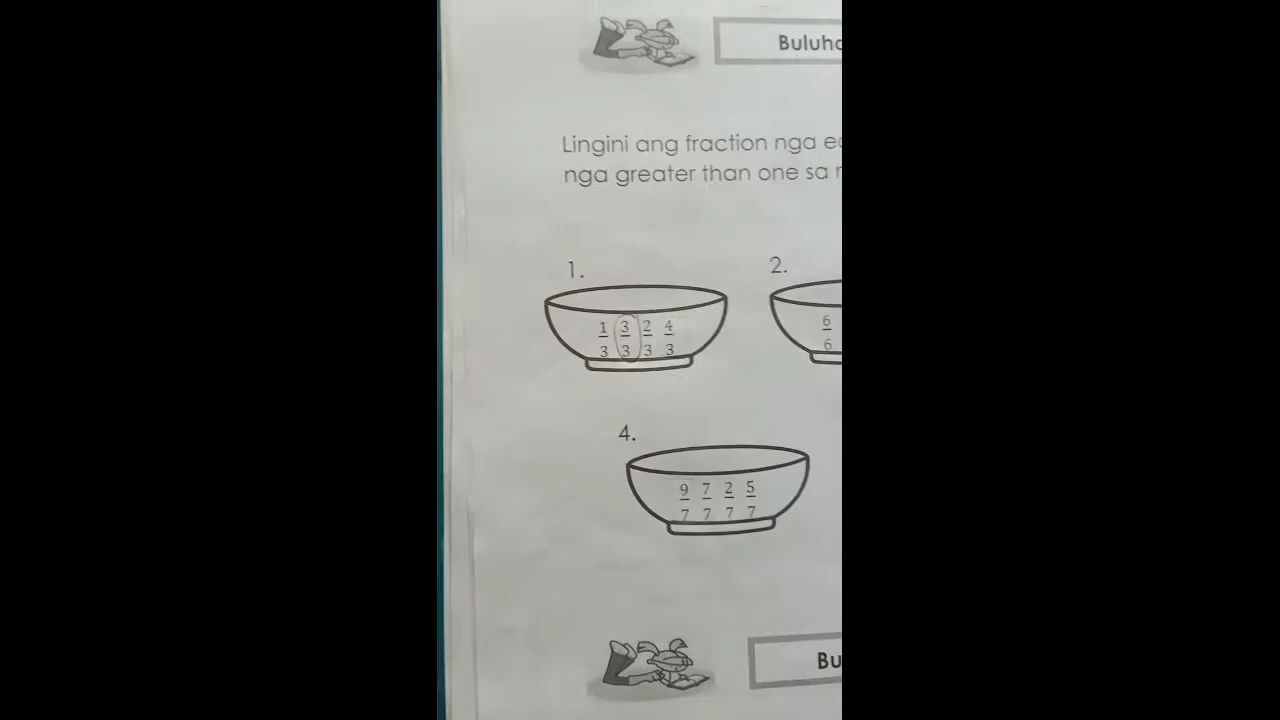 Buluha
Lingini ang fraction nga e
nga greater than one sa
1.
2.
1 3 2 4
3 3 3 3
6
6
4.
9 7 2 5
7 7 7 7
Bu